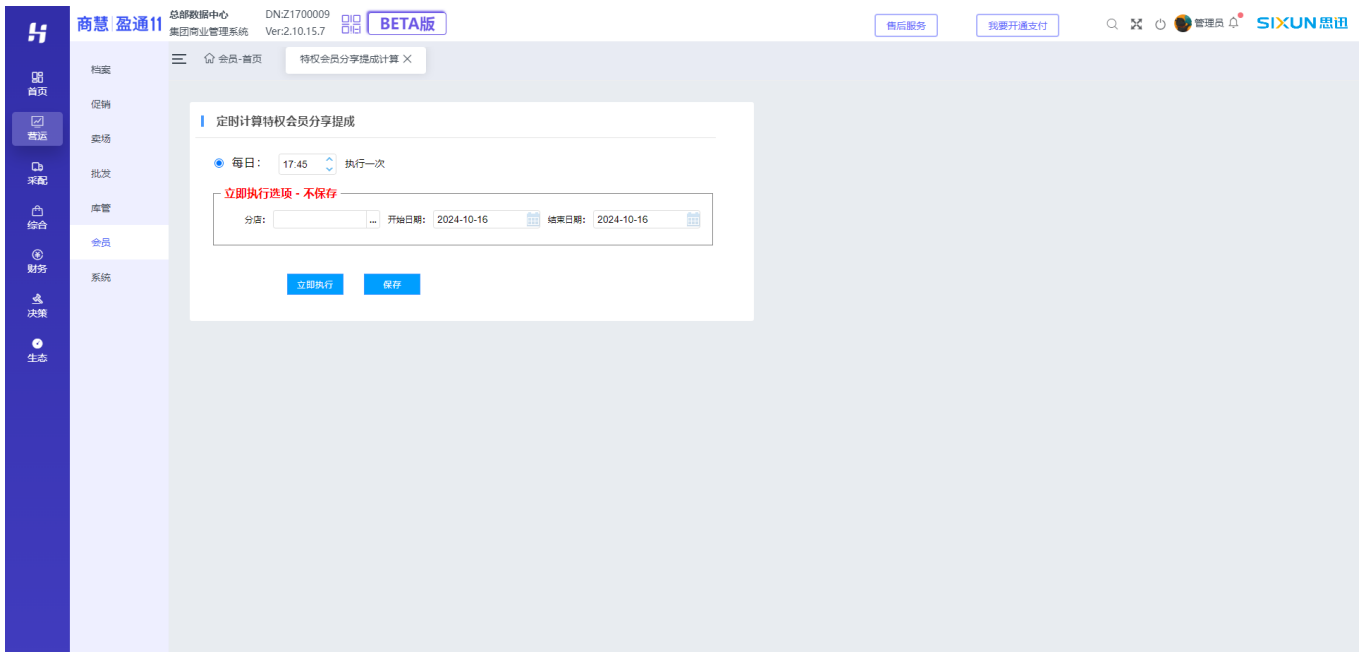 商慧 盈通11
总部数据中心 DN:Z1700009
集团商业管理系统 Ver:2.10.15.7
BETA版
售后服务
我要开通支付
管理员
SIXUN思迅
首页
营运
采配
综合
财务
决策
生态
档案
促销
卖场
批发
库管
会员
系统
会员-首页
特权会员分享提成计算
定时计算特权会员分享提成
每日： 17:45 执行一次
立即执行选项 - 不保存
分店: ... 开始日期: 2024-10-16 结束日期: 2024-10-16
立即执行 保存